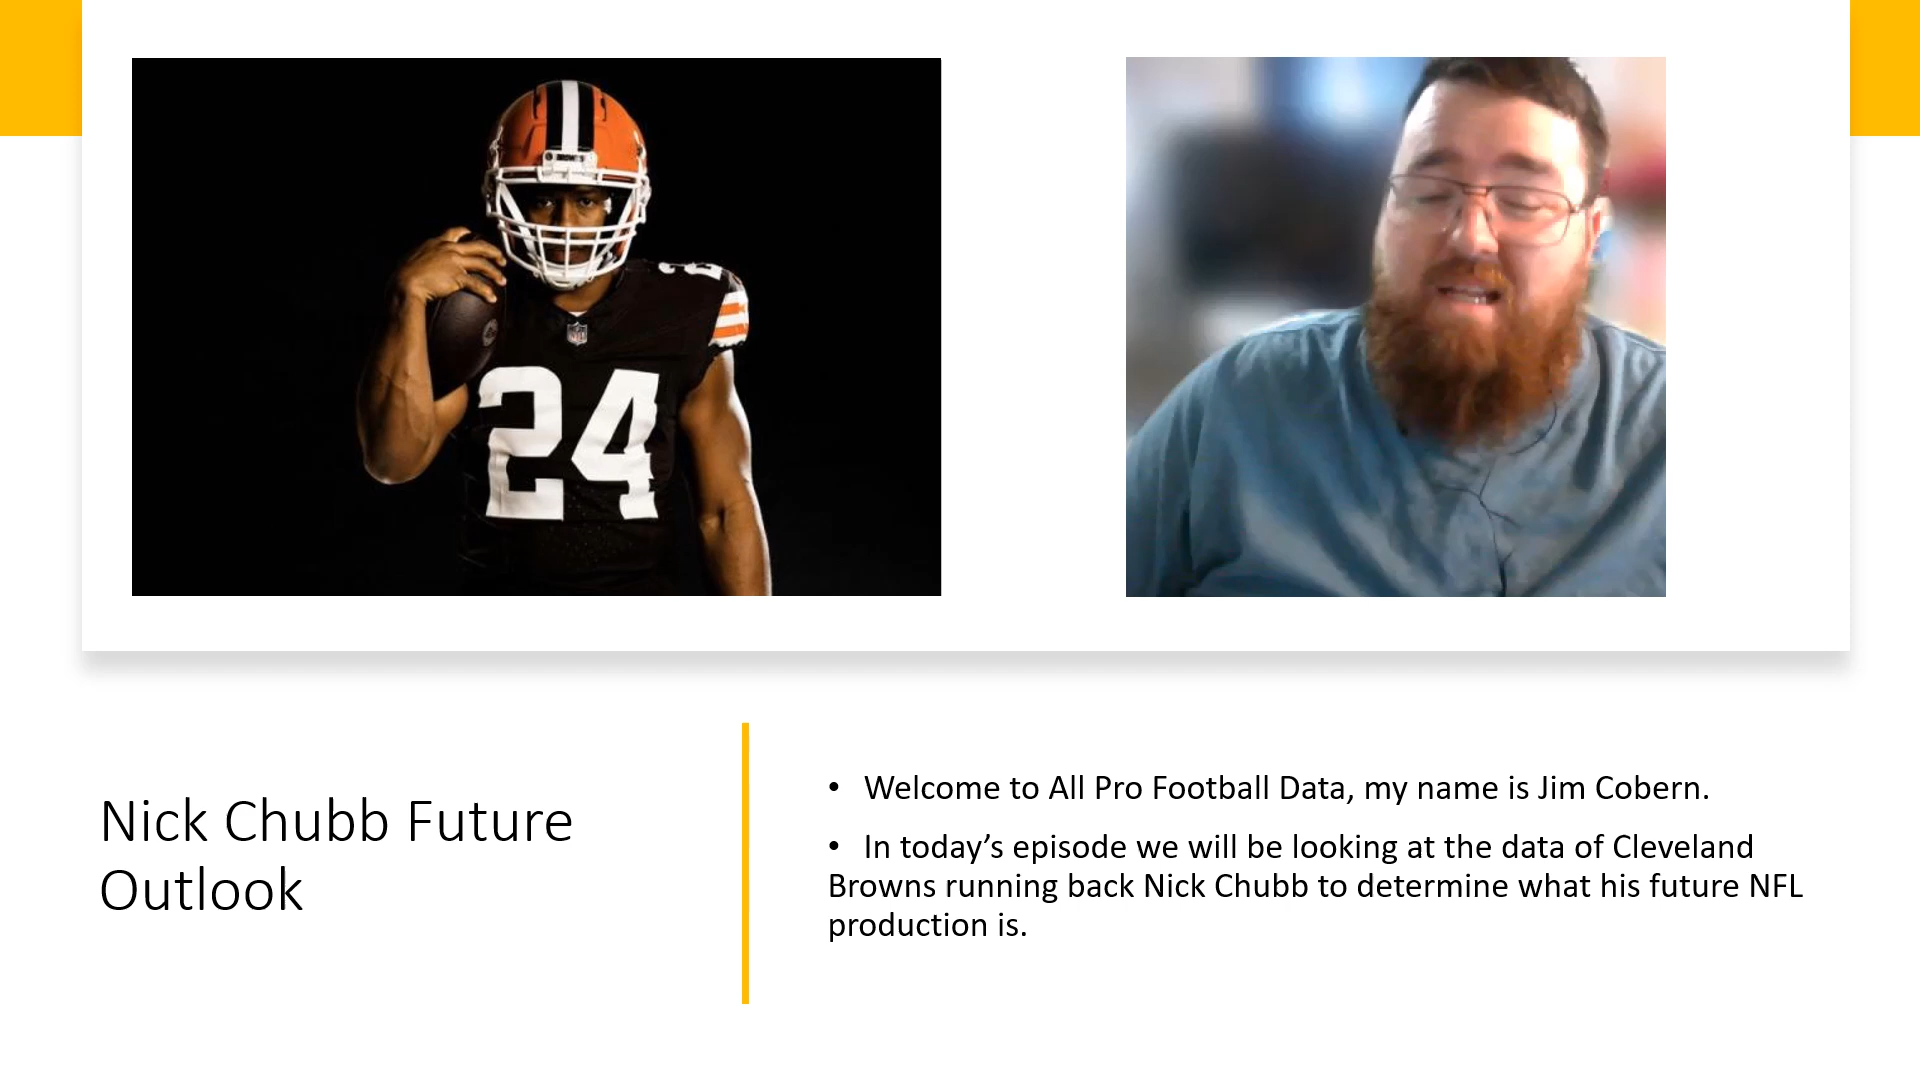 24
Nick Chubb Future
Outlook
• Welcome to All Pro Football Data, my name is Jim Cobern.
• In today’s episode we will be looking at the data of Cleveland
Browns running back Nick Chubb to determine what his future NFL
production is.